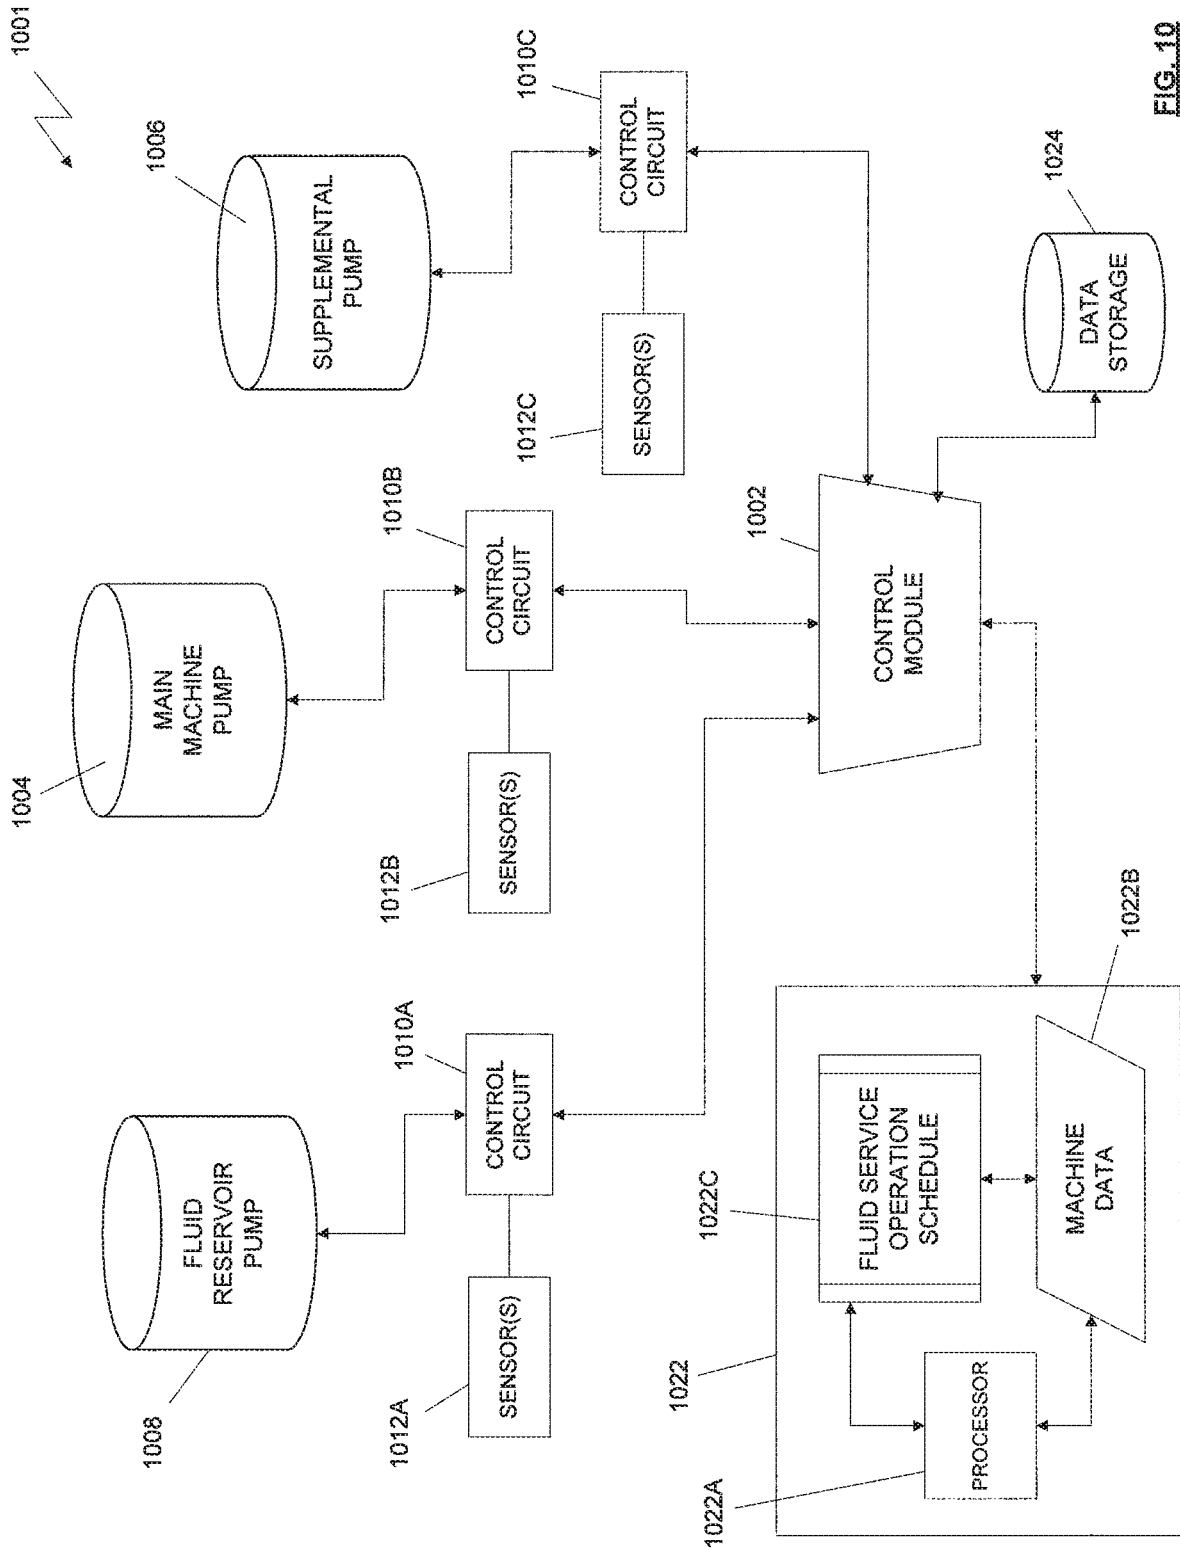 1001
1008
FLUID
RESERVOIR
PUMP
1004
MAIN
MACHINE
PUMP
1006
SUPPLEMENTAL
PUMP
1012A
SENSOR(S)
1010A
CONTROL
CIRCUIT
1012B
SENSOR(S)
1010B
CONTROL
CIRCUIT
1012C
SENSOR(S)
1010C
CONTROL
CIRCUIT
1002
CONTROL
MODULE
1024
DATA
STORAGE
1022
1022A
PROCESSOR
1022C
FLUID SERVICE
OPERATION
SCHEDULE
1022B
MACHINE
DATA
FIG. 10